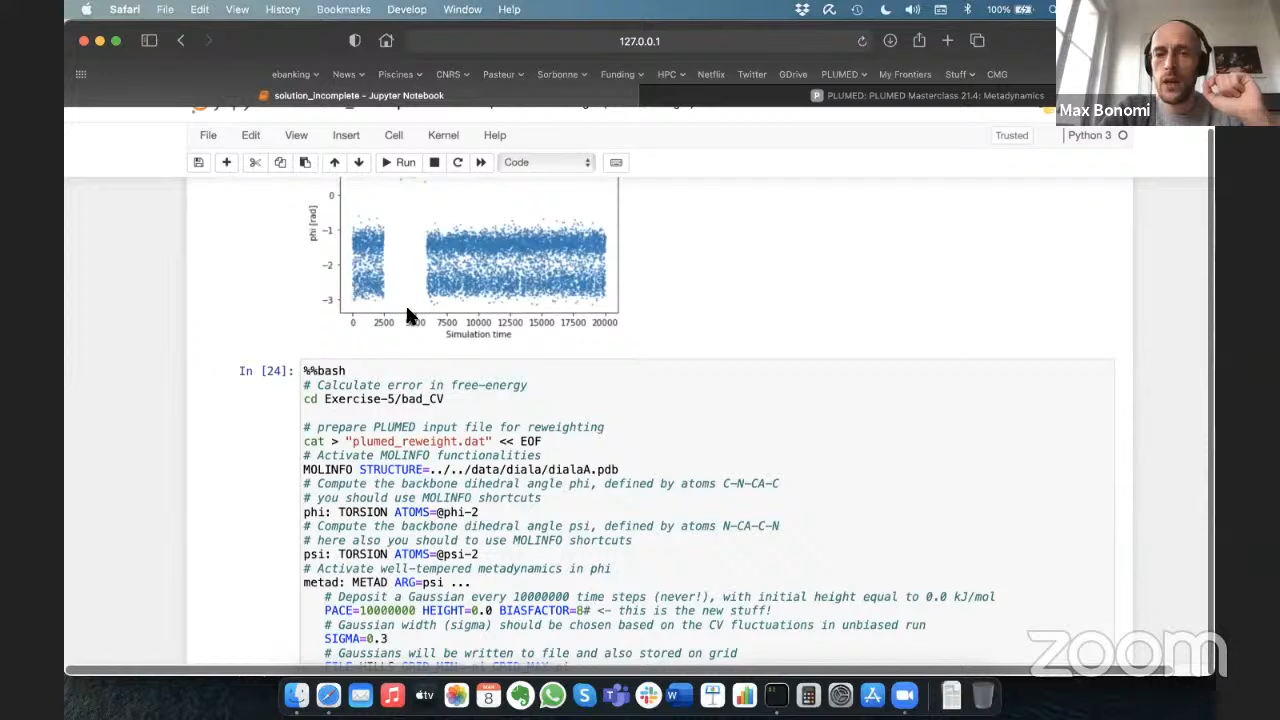 Safari File Edit View History Bookmarks Develop Window Help 100%
127.0.0.1
ebanking News Piscines CNRS Pasteur Sorbonne Funding HPC Netflix Twitter GDrive PLUMED My Frontiers Stuff CMG
solution_incomplete - Jupyter Notebook
P PLUMED: PLUMED Masterclass 21.4: Metadynamics
Max Bonomi
File Edit View Insert Cell Kernel Help Trusted Python 3
Run Code
0
-1
-2
-3
phi [rad]
0 2500 7500 10000 12500 15000 17500 20000
Simulation time
In [24]:
%%bash
# Calculate error in free-energy
cd Exercise-5/bad_CV
# prepare PLUMED input file for reweighting
cat > "plumed_reweight.dat" << EOF
# Activate MOLINFO functionalities
MOLINFO STRUCTURE=../../data/diala/dialaA.pdb
# Compute the backbone dihedral angle phi, defined by atoms C-N-CA-C
# you should use MOLINFO shortcuts
phi: TORSION ATOMS=@phi-2
# Compute the backbone dihedral angle psi, defined by atoms N-CA-C-N
# here also you should to use MOLINFO shortcuts
psi: TORSION ATOMS=@psi-2
# Activate well-tempered metadynamics in phi
metad: METAD ARG=psi ...
# Deposit a Gaussian every 10000000 time steps (never!), with initial height equal to 0.0 kJ/mol
PACE=10000000 HEIGHT=0.0 BIASFACTOR=8# <- this is the new stuff!
# Gaussian width (sigma) should be chosen based on the CV fluctuations in unbiased run
SIGMA=0.3
# Gaussians will be written to file and also stored on grid
zoom
MAR
8
tv